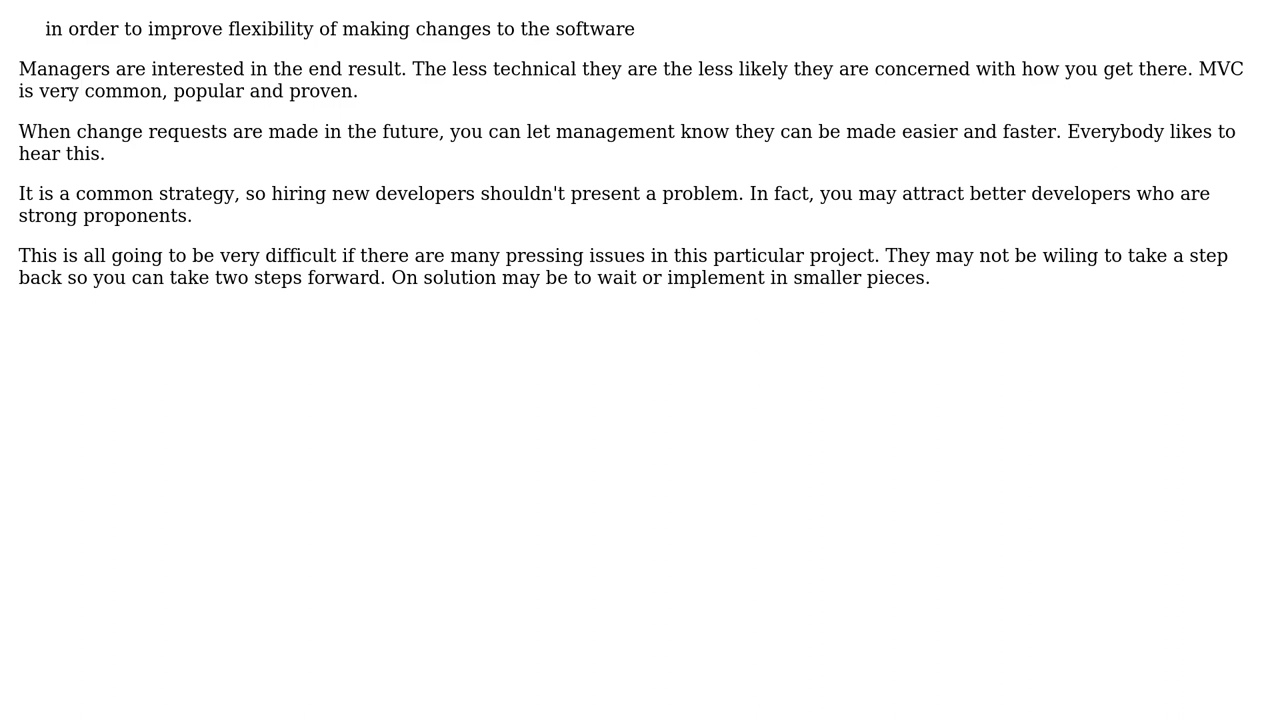 in order to improve flexibility of making changes to the software
Managers are interested in the end result. The less technical they are the less likely they are concerned with how you get there. MVC
is very common, popular and proven.
When change requests are made in the future, you can let management know they can be made easier and faster. Everybody likes to
hear this.
It is a common strategy, so hiring new developers shouldn't present a problem. In fact, you may attract better developers who are
strong proponents.
This is all going to be very difficult if there are many pressing issues in this particular project. They may not be wiling to take a step
back so you can take two steps forward. On solution may be to wait or implement in smaller pieces.